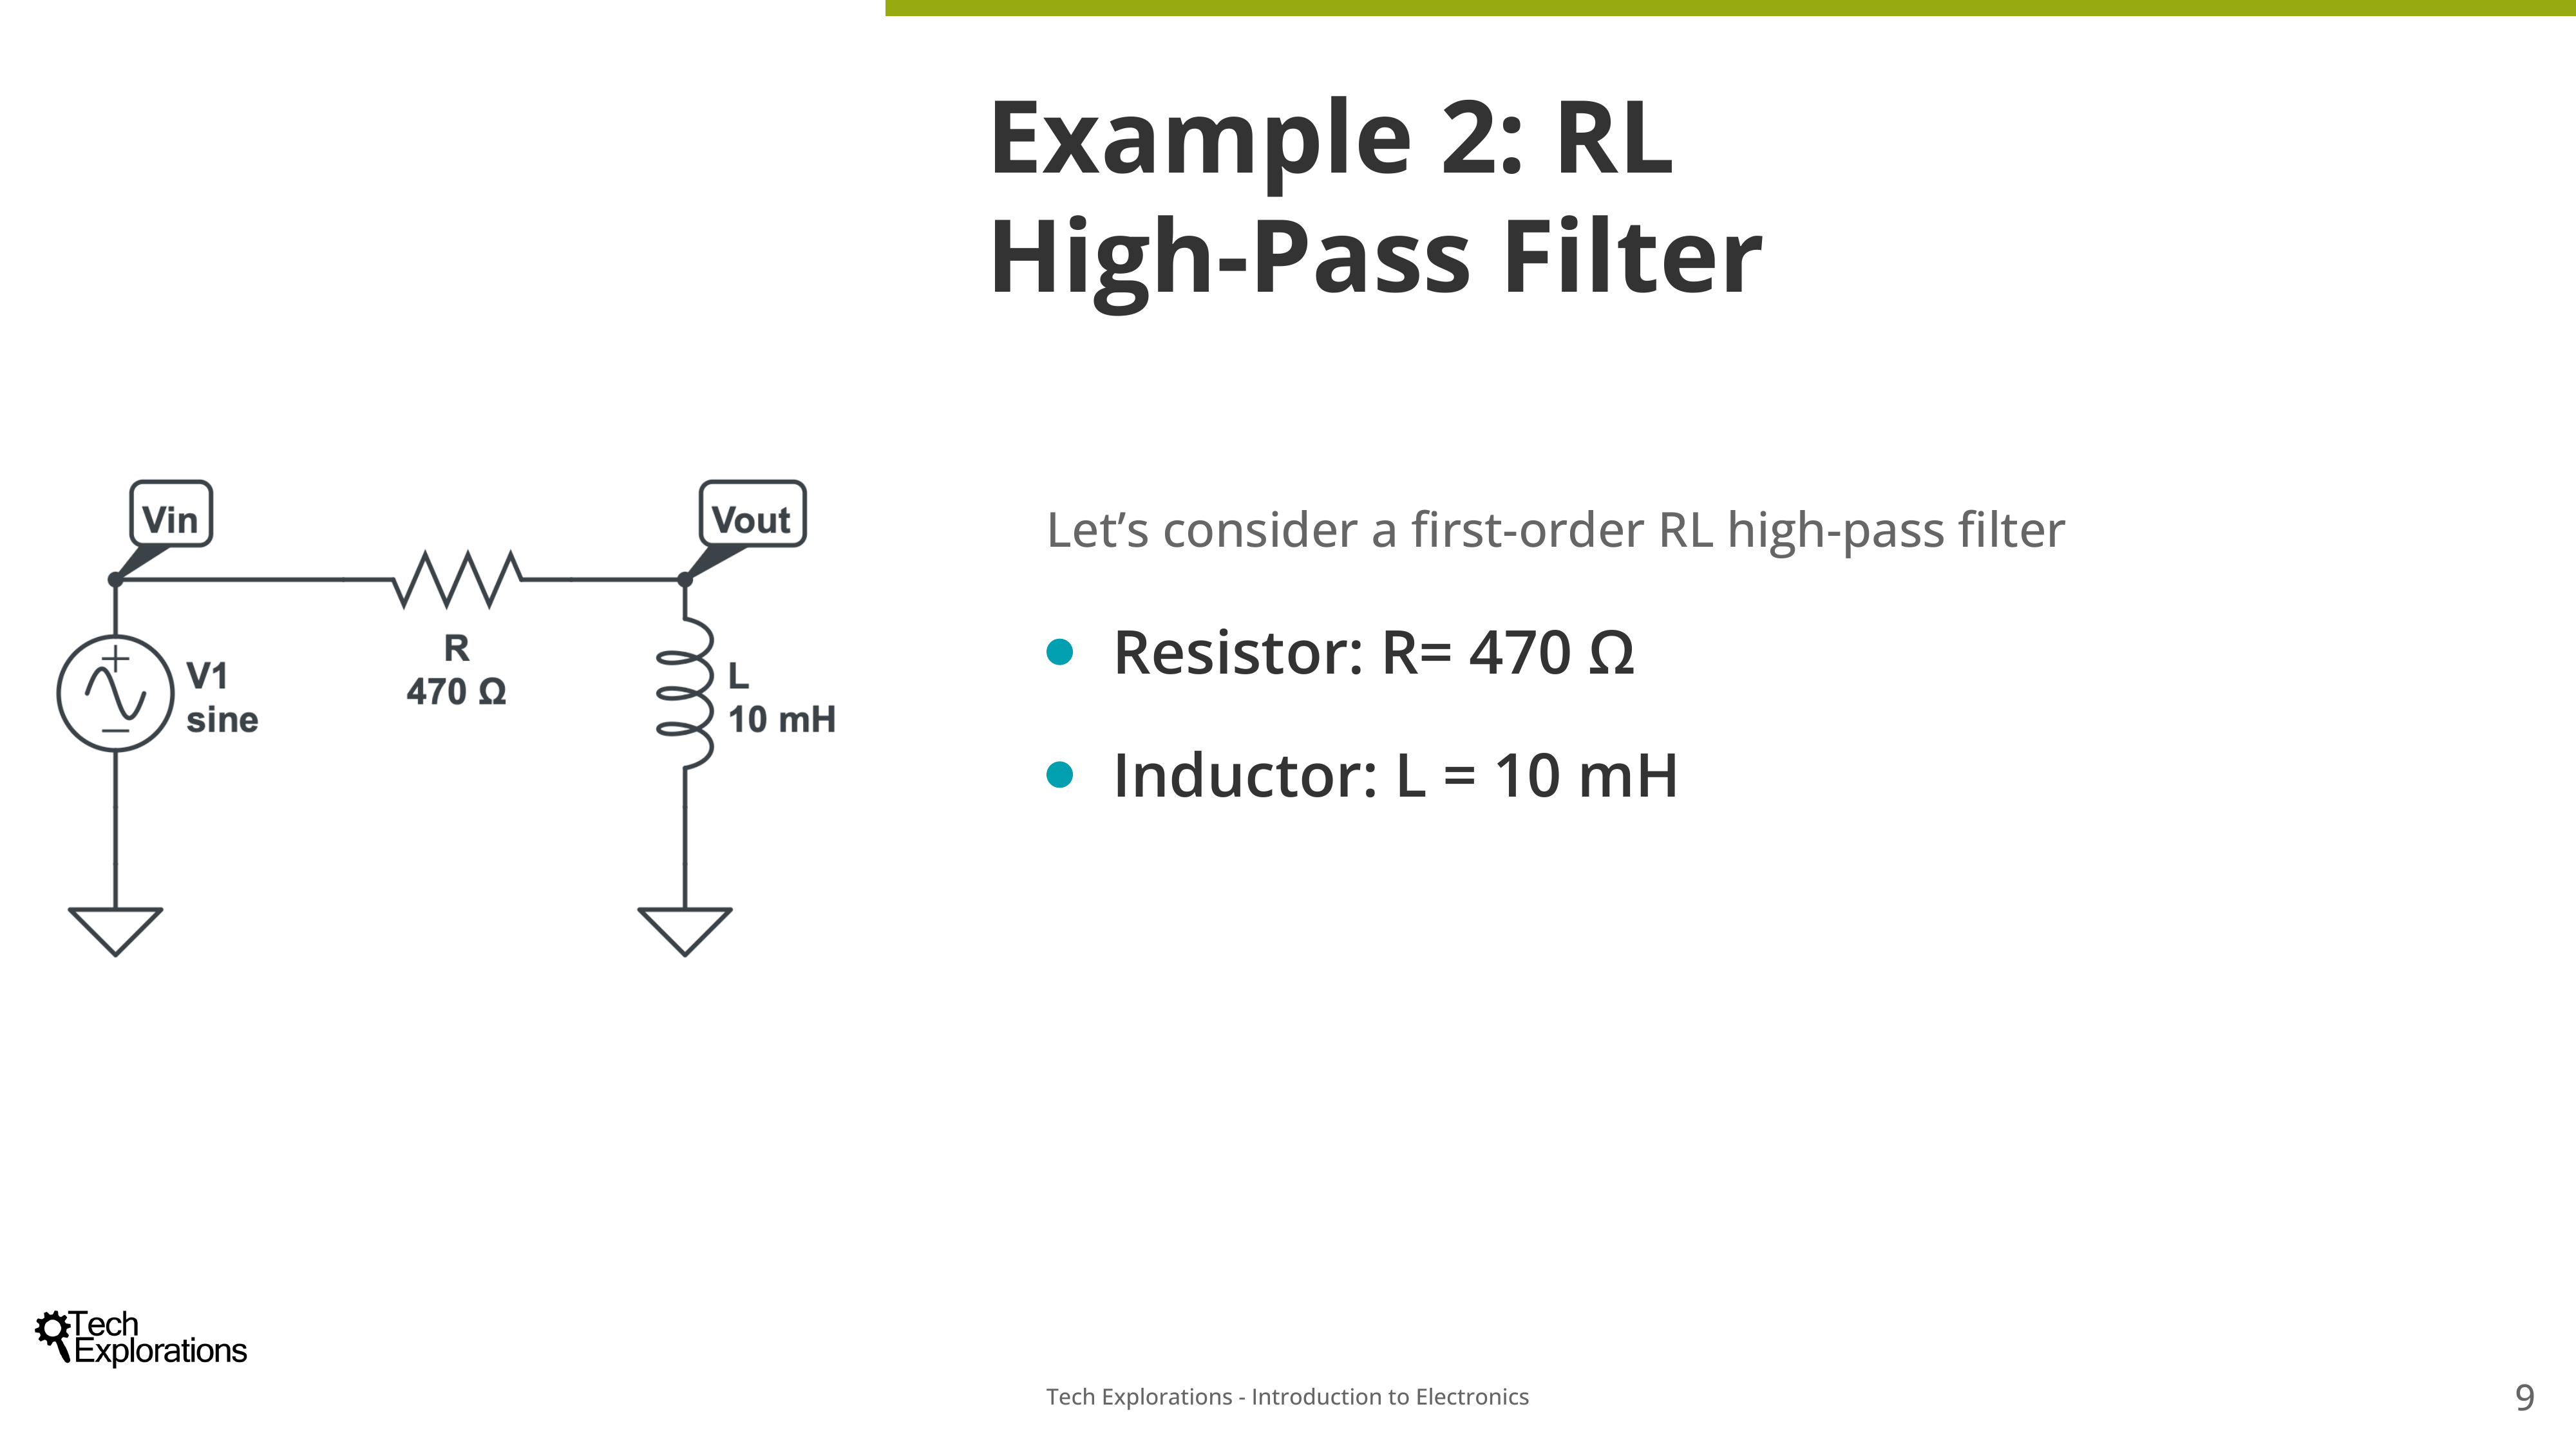 Example 2: RL
High-Pass Filter
Vin
Vout
R
470 Ω
V1
sine
L
10 mH
Let’s consider a first-order RL high-pass filter
Resistor: R= 470 Ω
Inductor: L = 10 mH
Tech
Explorations
Tech Explorations - Introduction to Electronics
9